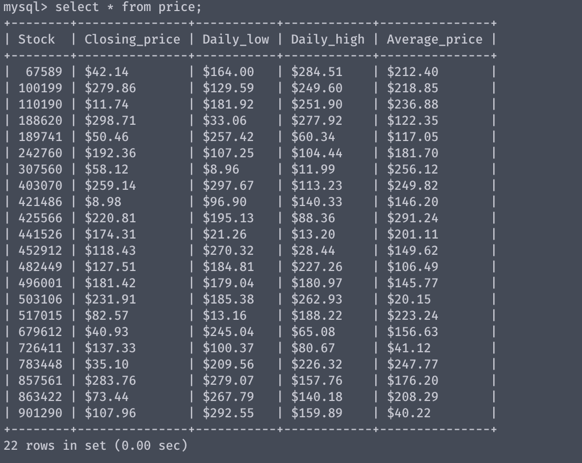 mysql> select * from price;
+--------+---------------+-----------+------------+---------------+
| Stock | Closing_price | Daily_low | Daily_high | Average_price |
+--------+---------------+-----------+------------+---------------+
| 67589 | $42.14 | $164.00 | $284.51 | $212.40 |
| 100199 | $279.86 | $129.59 | $249.60 | $218.85 |
| 110190 | $11.74 | $181.92 | $251.90 | $236.88 |
| 188620 | $298.71 | $33.06 | $277.92 | $122.35 |
| 189741 | $50.46 | $257.42 | $60.34 | $117.05 |
| 242760 | $192.36 | $107.25 | $104.44 | $181.70 |
| 307560 | $58.12 | $8.96 | $11.99 | $256.12 |
| 403070 | $259.14 | $297.67 | $113.23 | $249.82 |
| 421486 | $8.98 | $96.90 | $140.33 | $146.20 |
| 425566 | $220.81 | $195.13 | $88.36 | $291.24 |
| 441526 | $174.31 | $21.26 | $13.20 | $201.11 |
| 452912 | $118.43 | $270.32 | $28.44 | $149.62 |
| 482449 | $127.51 | $184.81 | $227.26 | $106.49 |
| 496001 | $181.42 | $179.04 | $180.97 | $145.77 |
| 503106 | $231.91 | $185.38 | $262.93 | $20.15 |
| 517015 | $82.57 | $13.16 | $188.22 | $223.24 |
| 679612 | $40.93 | $245.04 | $65.08 | $156.63 |
| 726411 | $137.33 | $100.37 | $80.67 | $41.12 |
| 783448 | $35.10 | $209.56 | $226.32 | $247.77 |
| 857561 | $283.76 | $279.07 | $157.76 | $176.20 |
| 863422 | $73.44 | $267.79 | $140.18 | $208.29 |
| 901290 | $107.96 | $292.55 | $159.89 | $40.22 |
+--------+---------------+-----------+------------+---------------+
22 rows in set (0.00 sec)